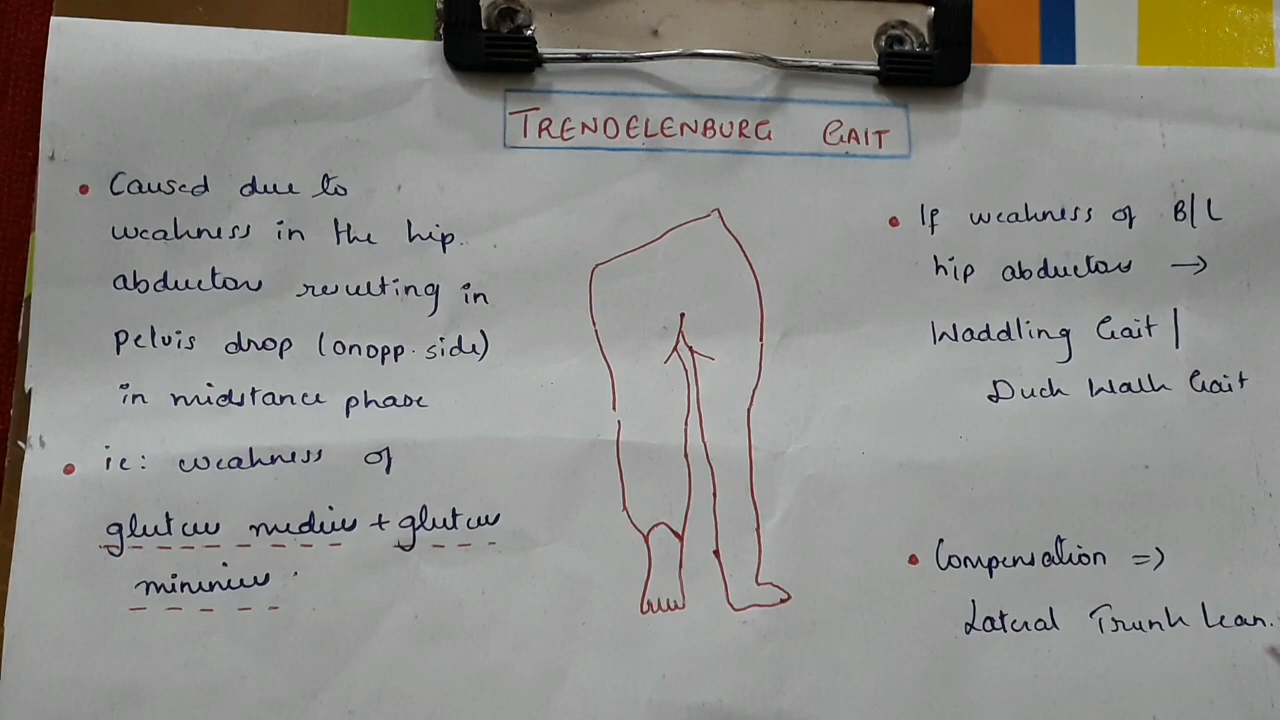 TRENDELENBURG GAIT
• Caused due to
weakness in the hip
abductors resulting in
pelvis drop (on opp. side)
in midstance phase
• ie: weakness of
gluteus medius + gluteus
minimius
• If weakness of B/L
hip abductors →
Waddling Gait |
Duck Walk Gait
• Compensation =>
Lateral Trunk lean.